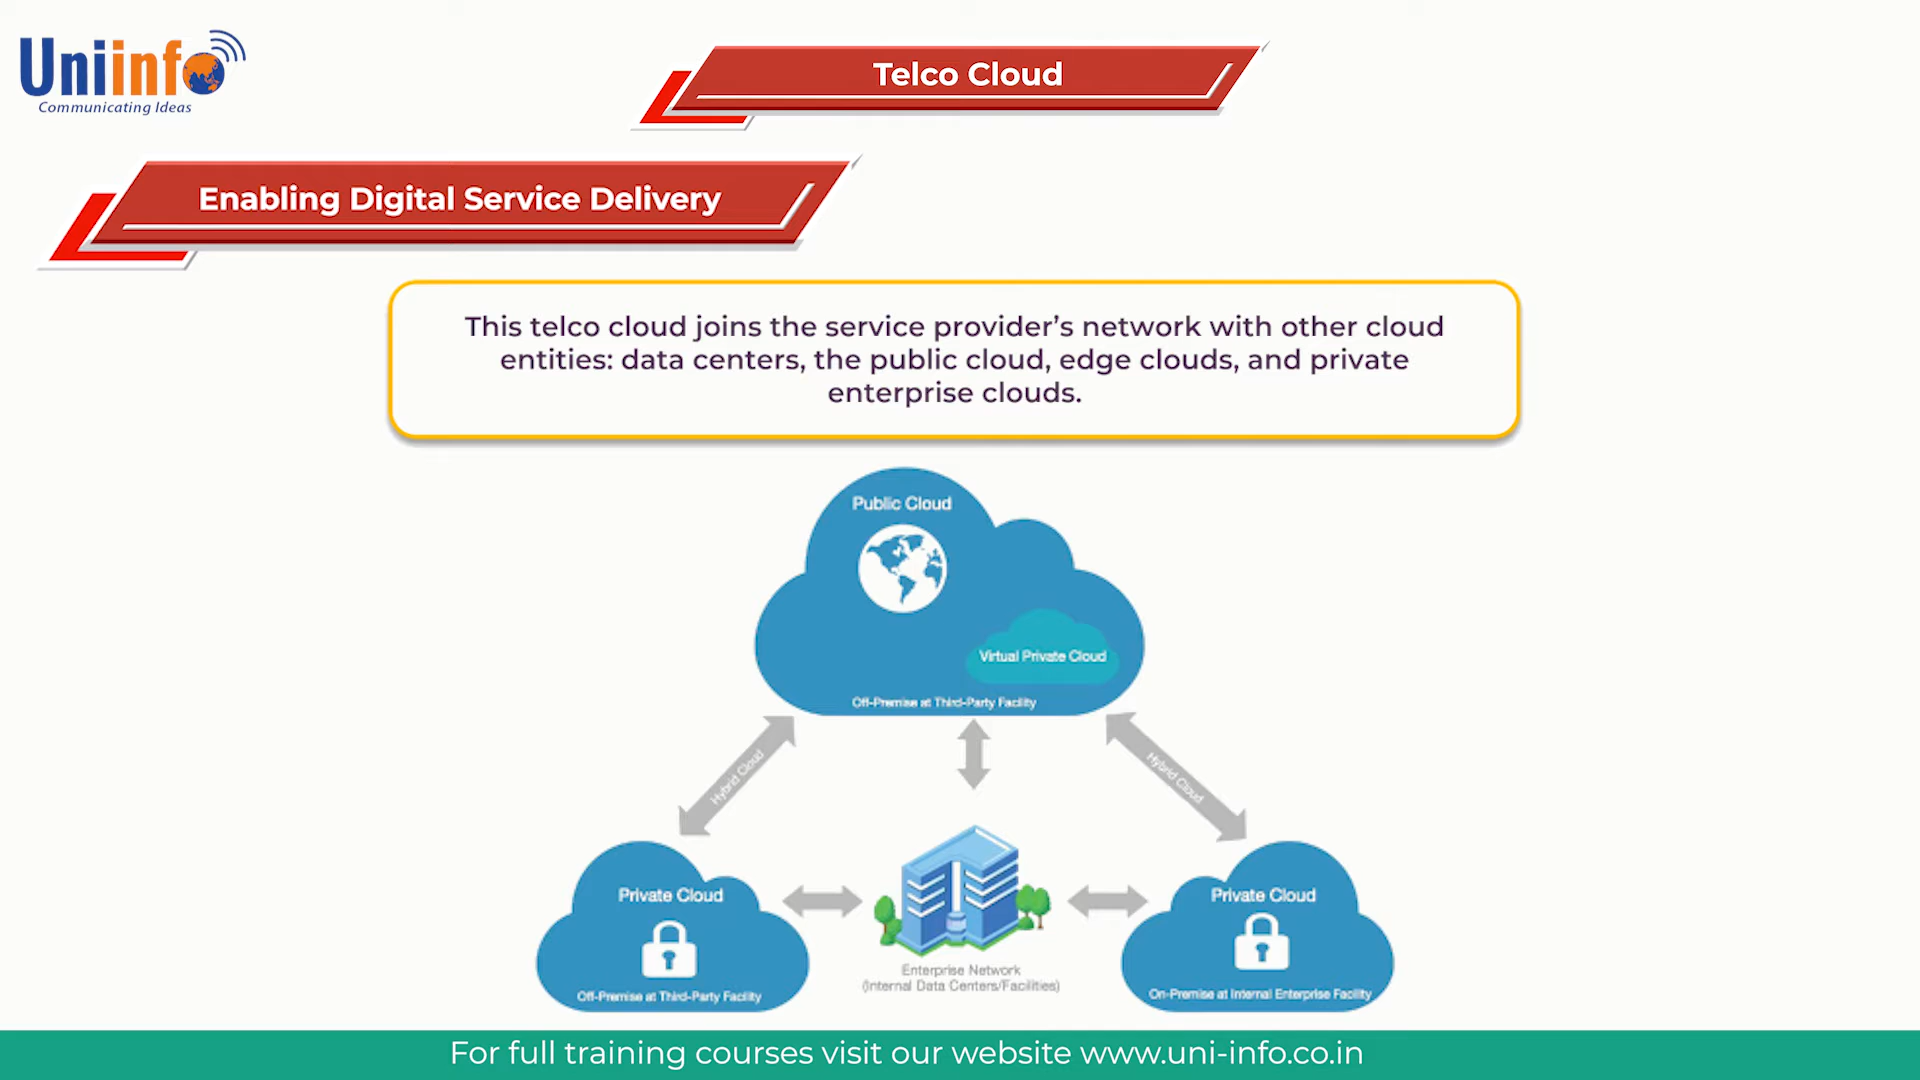 Uniinfo
Communicating Ideas
Telco Cloud
Enabling Digital Service Delivery
This telco cloud joins the service provider’s network with other cloud
entities: data centers, the public cloud, edge clouds, and private
enterprise clouds.
Public Cloud
Virtual Private Cloud
Off-Premise at Third-Party Facility
Hybrid Cloud
Hybrid Cloud
Private Cloud
Off-Premise at Third-Party Facility
Enterprise Network
(Internal Data Centers/Facilities)
Private Cloud
On-Premise at Internal Enterprise Facility
For full training courses visit our website www.uni-info.co.in